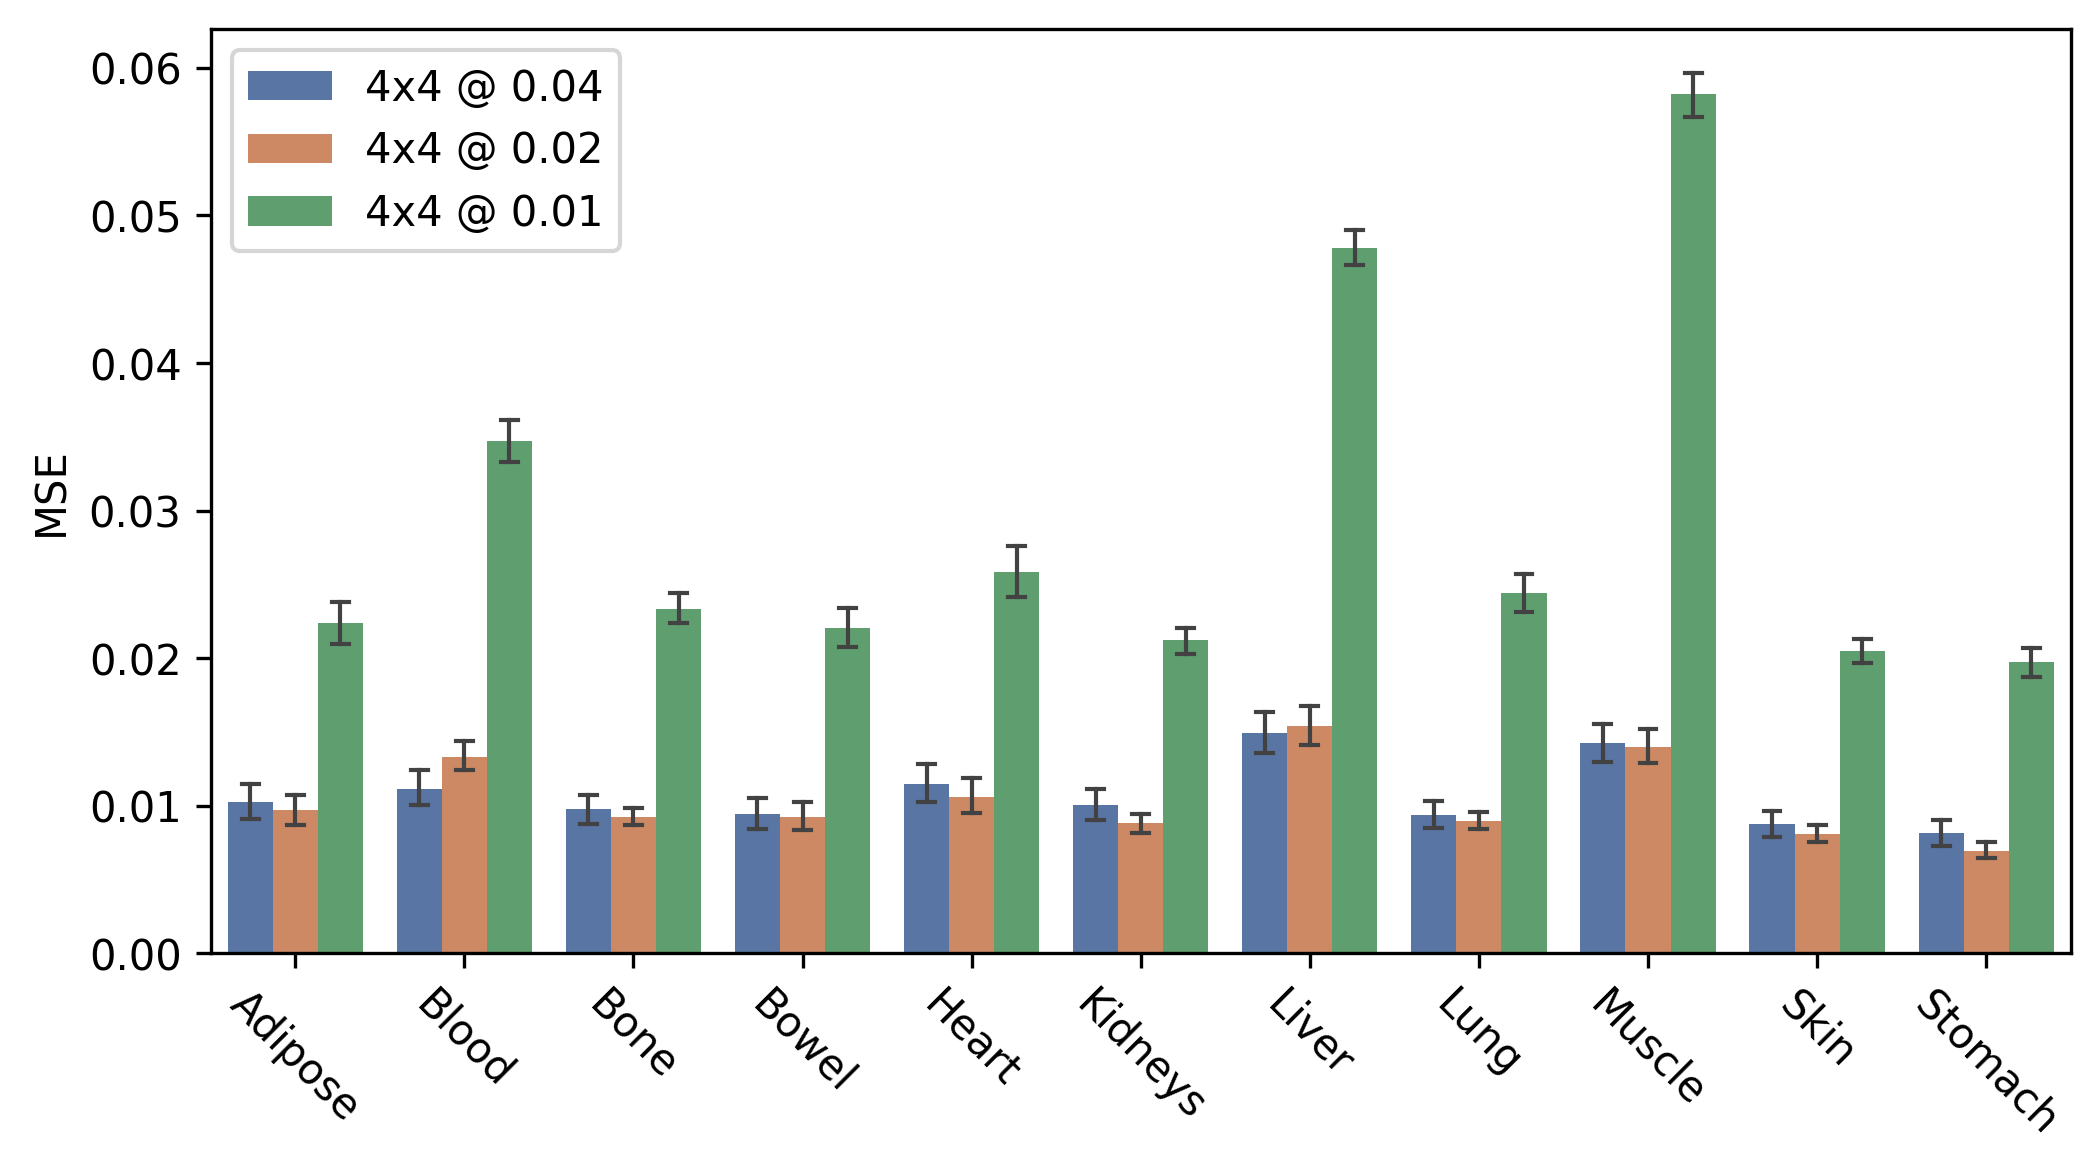 4x4 @ 0.04
4x4 @ 0.02
4x4 @ 0.01
MSE
0.06
0.05
0.04
0.03
0.02
0.01
0.00
Adipose
Blood
Bone
Bowel
Heart
Kidneys
Liver
Lung
Muscle
Skin
Stomach